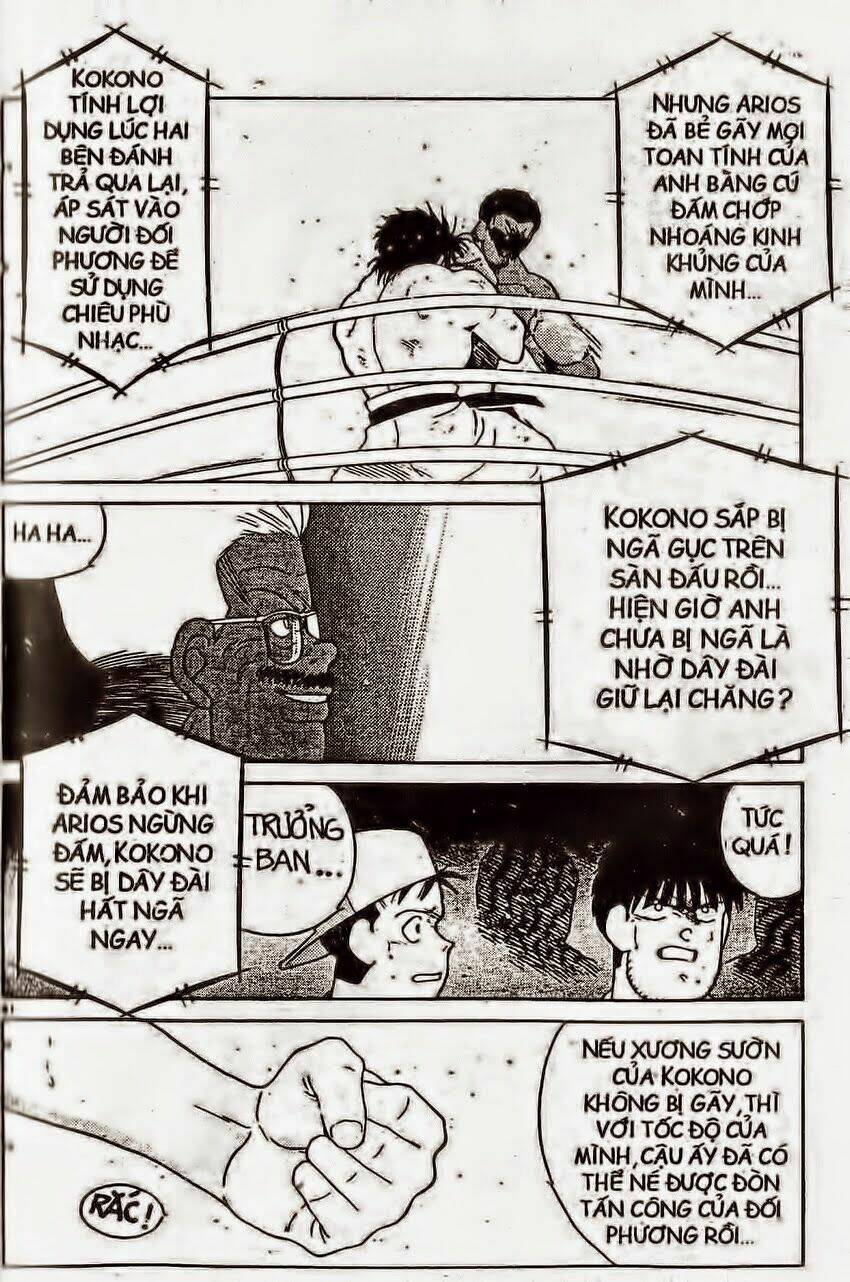 KOKONO
TÍNH LỢI
DỤNG LÚC HAI
BÊN ĐÁNH
TRẢ QUA LẠI,
ÁP SÁT VÀO
NGƯỜI ĐỐI
PHƯƠNG ĐỂ
SỬ DỤNG
CHIÊU PHÙ
NHẠC...
NHƯNG ARIOS
ĐÃ BẺ GÃY MỌI
TOAN TÍNH CỦA
ANH BẰNG CÚ
ĐẤM CHỚP
NHOÁNG KINH
KHỦNG CỦA
MÌNH...
HA HA...
KOKONO SẮP BỊ
NGÃ GỤC TRÊN
SÀN ĐẤU RỒI...
HIỆN GIỜ ANH
CHƯA BỊ NGÃ LÀ
NHỜ DÂY ĐÀI
GIỮ LẠI CHĂNG?
ĐẢM BẢO KHI
ARIOS NGỪNG
ĐẤM, KOKONO
SẼ BỊ DÂY ĐÀI
HẤT NGÃ
NGAY...
TRƯỞNG
BAN...
TỨC
QUÁ!
NẾU XƯƠNG SƯỜN
CỦA KOKONO
KHÔNG BỊ GÃY, THÌ
VỚI TỐC ĐỘ CỦA
MÌNH, CẬU ẤY ĐÃ CÓ
THỂ NÉ ĐƯỢC ĐÒN
TẤN CÔNG CỦA ĐỐI
PHƯƠNG RỒI...
RẮC!